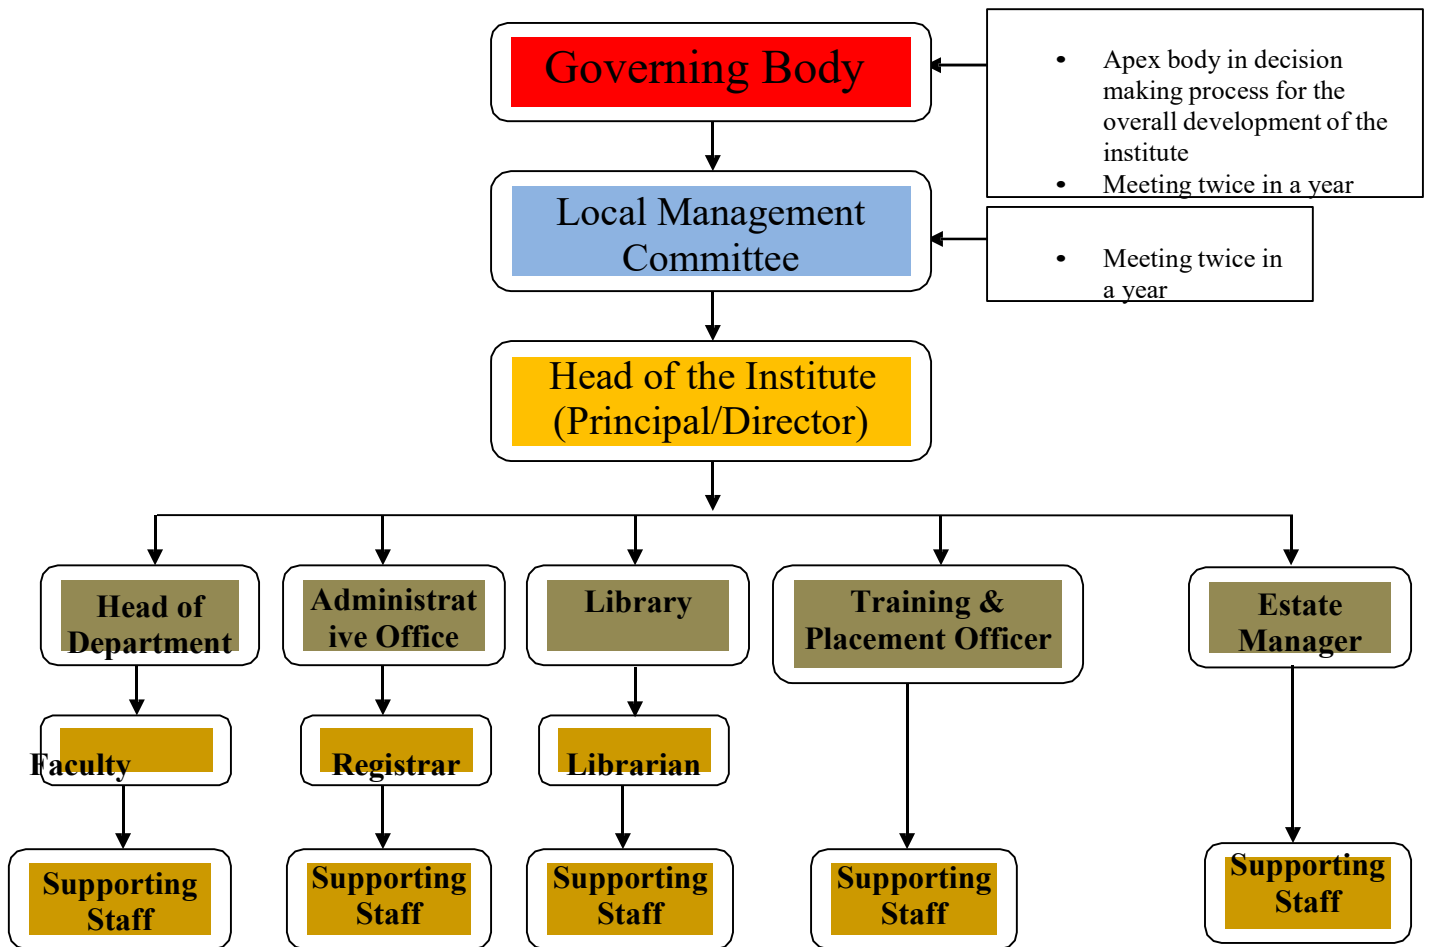 Governing Body
• Apex body in decision
making process for the
overall development of the
institute
• Meeting twice in a year
Local Management
Committee
• Meeting twice in
a year
Head of the Institute
(Principal/Director)
Head of
Department
Administrat
ive Office
Library
Training &
Placement Officer
Estate
Manager
Faculty
Registrar
Librarian
Supporting
Staff
Supporting
Staff
Supporting
Staff
Supporting
Staff
Supporting
Staff